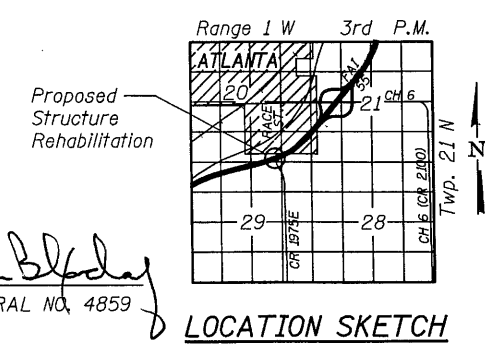 Range 1 W 3rd P.M.
ATLANTA
20
FAI 55
21
CH 6
RACE ST.
Proposed
Structure
Rehabilitation
Twp. 21 N
N
29
28
CR 1975E
CH 6 (CR 2100)
RAL NO. 4859
LOCATION SKETCH